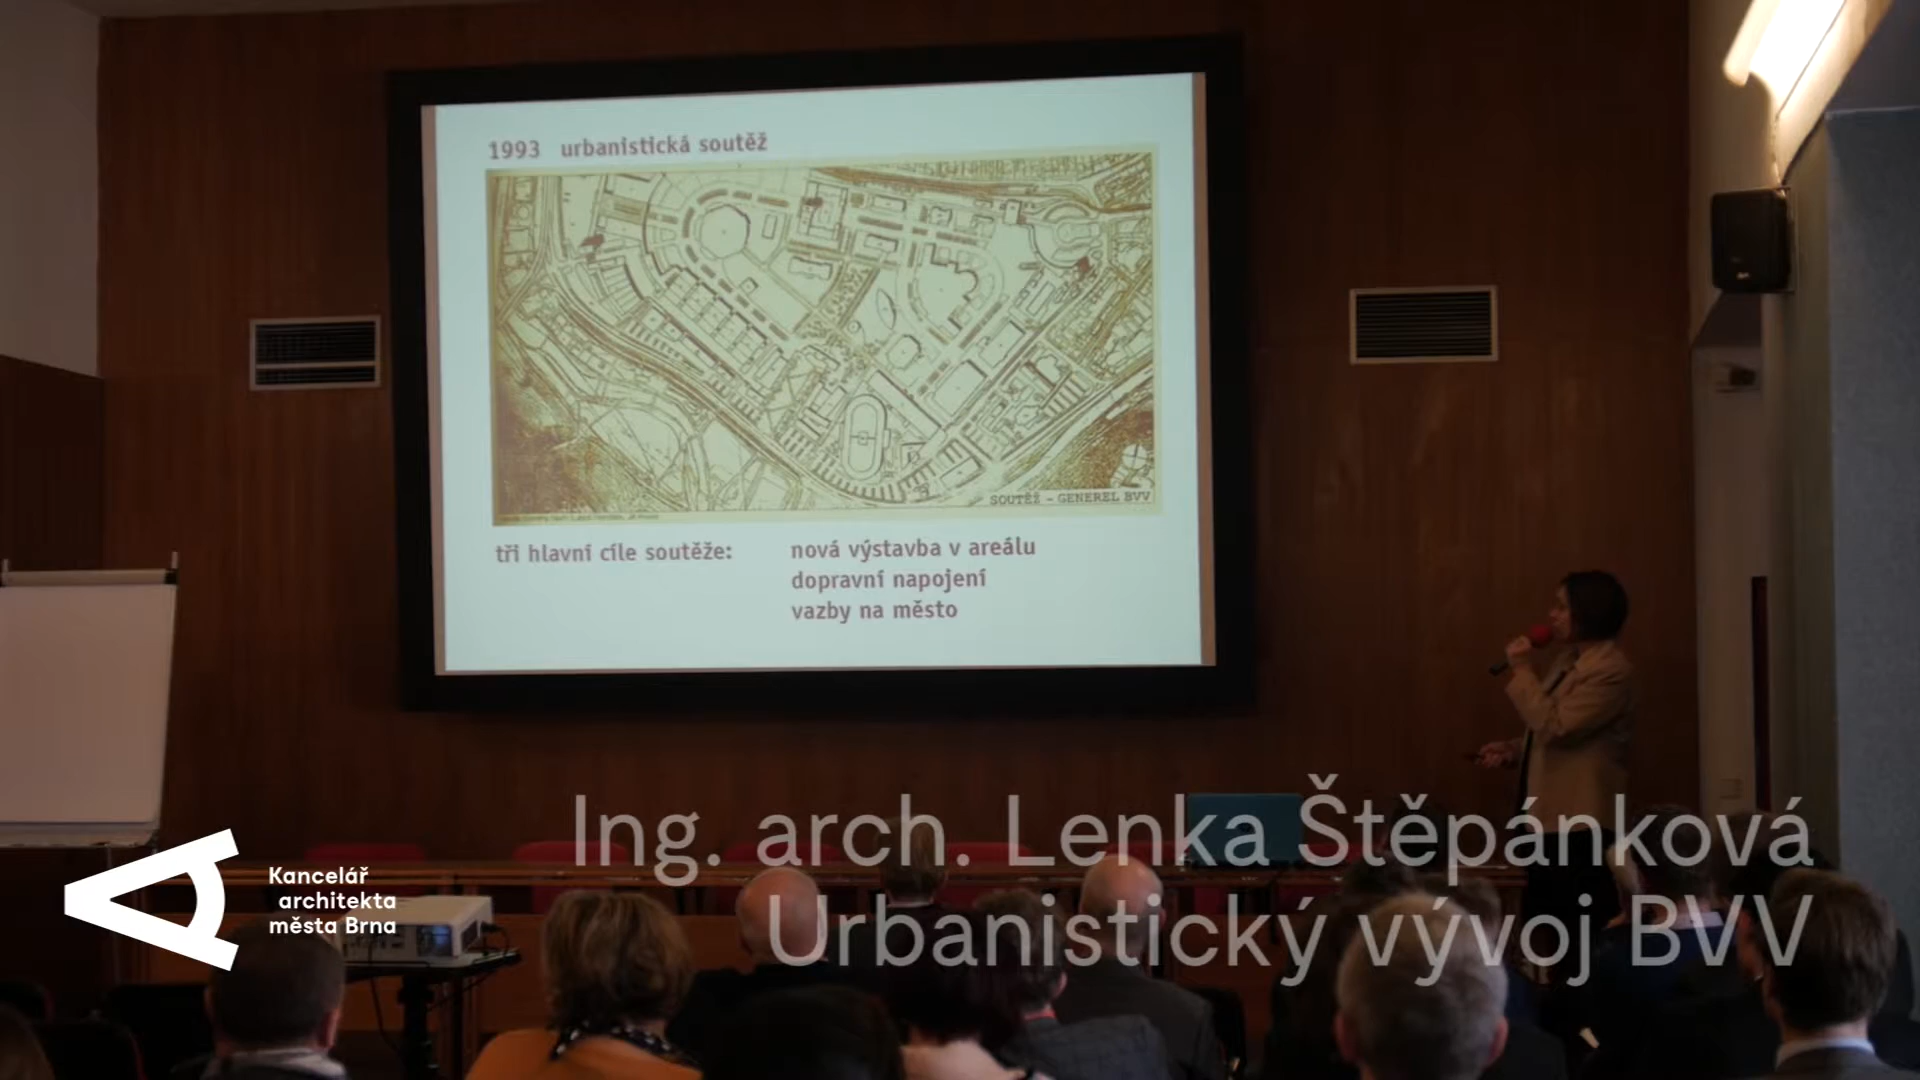 1993 urbanistická soutěž
SOUTĚŽ - GENEREL BVV
tři hlavní cíle soutěže:
nová výstavba v areálu
dopravní napojení
vazby na město
Ing. arch. Lenka Štěpánková
Urbanistický vývoj BVV
Kancelář
architekta
města Brna